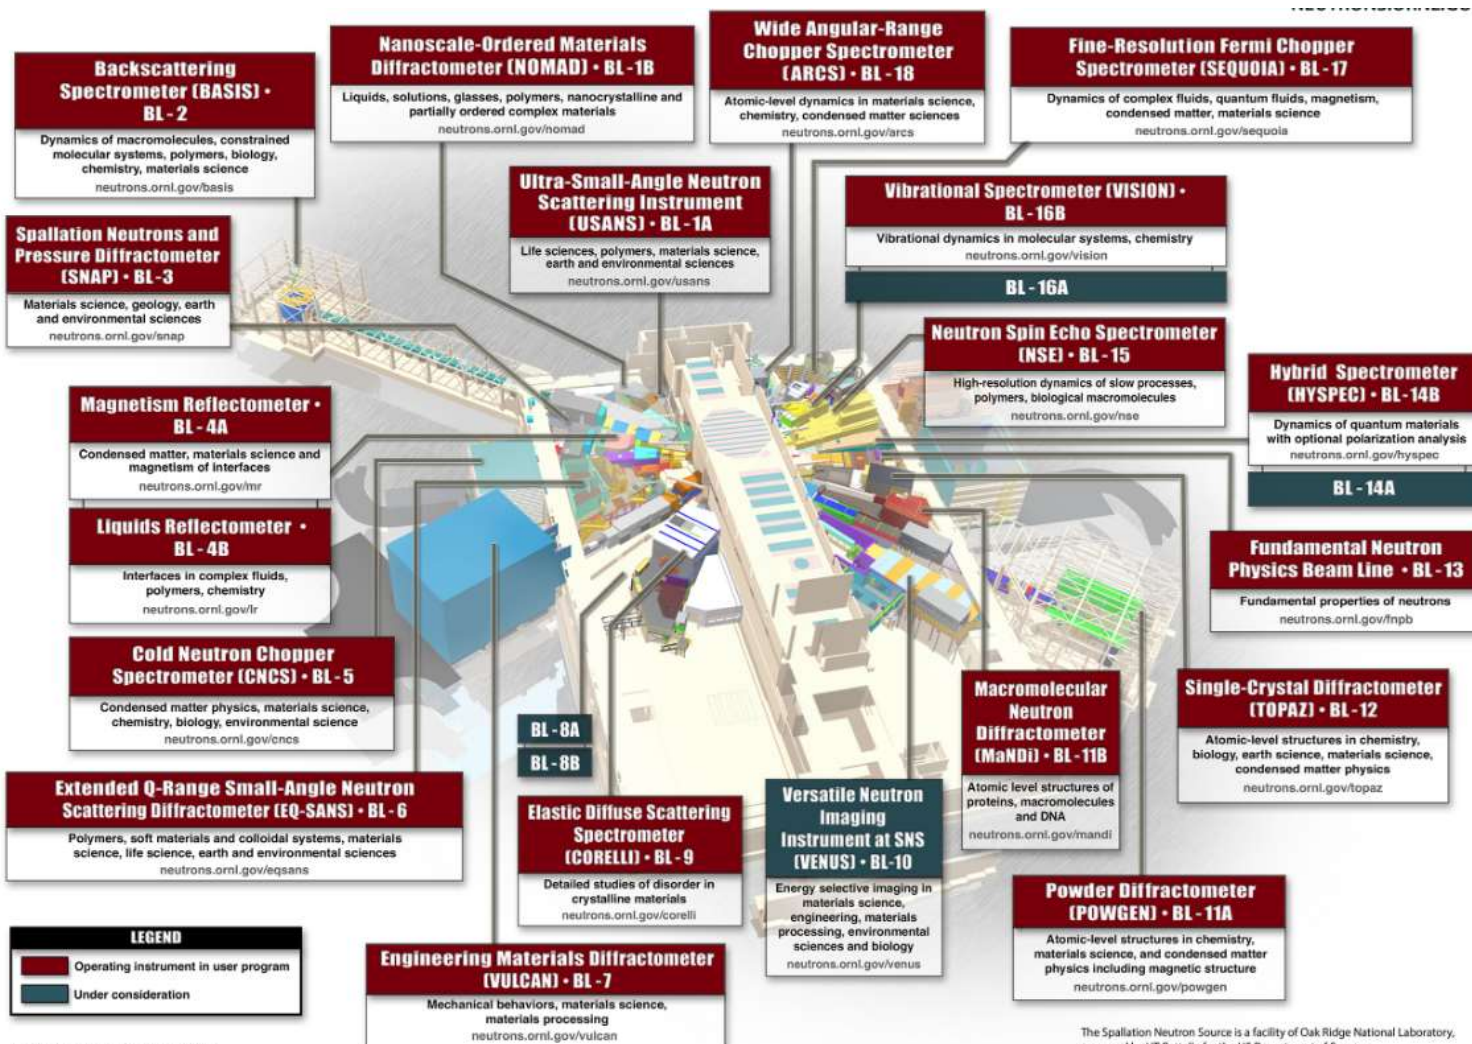 Backscattering
Spectrometer (BASIS) •
BL - 2
Dynamics of macromolecules, constrained
molecular systems, polymers, biology,
chemistry, materials science
neutrons.ornl.gov/basis
Nanoscale-Ordered Materials
Diffractometer (NOMAD) • BL - 1B
Liquids, solutions, glasses, polymers, nanocrystalline and
partially ordered complex materials
neutrons.ornl.gov/nomad
Wide Angular-Range
Chopper Spectrometer
(ARCS) • BL - 18
Atomic-level dynamics in materials science,
chemistry, condensed matter sciences
neutrons.ornl.gov/arcs
Fine-Resolution Fermi Chopper
Spectrometer (SEQUOIA) • BL - 17
Dynamics of complex fluids, quantum fluids, magnetism,
condensed matter, materials science
neutrons.ornl.gov/sequoia
Ultra-Small-Angle Neutron
Scattering Instrument
(USANS) • BL - 1A
Life sciences, polymers, materials science,
earth and environmental sciences
neutrons.ornl.gov/usans
Vibrational Spectrometer (VISION) •
BL - 16B
Vibrational dynamics in molecular systems, chemistry
neutrons.ornl.gov/vision
BL - 16A
Spallation Neutrons and
Pressure Diffractometer
(SNAP) • BL - 3
Materials science, geology, earth
and environmental sciences
neutrons.ornl.gov/snap
Neutron Spin Echo Spectrometer
(NSE) • BL - 15
High-resolution dynamics of slow processes,
polymers, biological macromolecules
neutrons.ornl.gov/nse
Hybrid Spectrometer
(HYSPEC) • BL - 14B
Dynamics of quantum materials
with optional polarization analysis
neutrons.ornl.gov/hyspec
BL - 14A
Magnetism Reflectometer •
BL - 4A
Condensed matter, materials science and
magnetism of interfaces
neutrons.ornl.gov/mr
Liquids Reflectometer •
BL - 4B
Interfaces in complex fluids,
polymers, chemistry
neutrons.ornl.gov/lr
Fundamental Neutron
Physics Beam Line • BL - 13
Fundamental properties of neutrons
neutrons.ornl.gov/fnpb
Cold Neutron Chopper
Spectrometer (CNCS) • BL - 5
Condensed matter physics, materials science,
chemistry, biology, environmental science
neutrons.ornl.gov/cncs
Single-Crystal Diffractometer
(TOPAZ) • BL - 12
Atomic-level structures in chemistry,
biology, earth science, materials science,
condensed matter physics
neutrons.ornl.gov/topaz
Macromolecular
Neutron
Diffractometer
(MaNDi) • BL - 11B
Atomic level structures of
proteins, macromolecules
and DNA
neutrons.ornl.gov/mandi
BL - 8A
BL - 8B
Extended Q-Range Small-Angle Neutron
Scattering Diffractometer (EQ-SANS) • BL - 6
Polymers, soft materials and colloidal systems, materials
science, life science, earth and environmental sciences
neutrons.ornl.gov/eqsans
Elastic Diffuse Scattering
Spectrometer
(CORELLI) • BL - 9
Detailed studies of disorder in
crystalline materials
neutrons.ornl.gov/corelli
Versatile Neutron
Imaging
Instrument at SNS
(VENUS) • BL-10
Energy selective imaging in
materials science,
engineering, materials
processing, environmental
sciences and biology
neutrons.ornl.gov/venus
Powder Diffractometer
(POWGEN) • BL - 11A
Atomic-level structures in chemistry,
materials science, and condensed matter
physics including magnetic structure
neutrons.ornl.gov/powgen
Engineering Materials Diffractometer
(VULCAN) • BL - 7
Mechanical behaviors, materials science,
materials processing
neutrons.ornl.gov/vulcan
LEGEND
Operating instrument in user program
Under consideration
The Spallation Neutron Source is a facility of Oak Ridge National Laboratory,